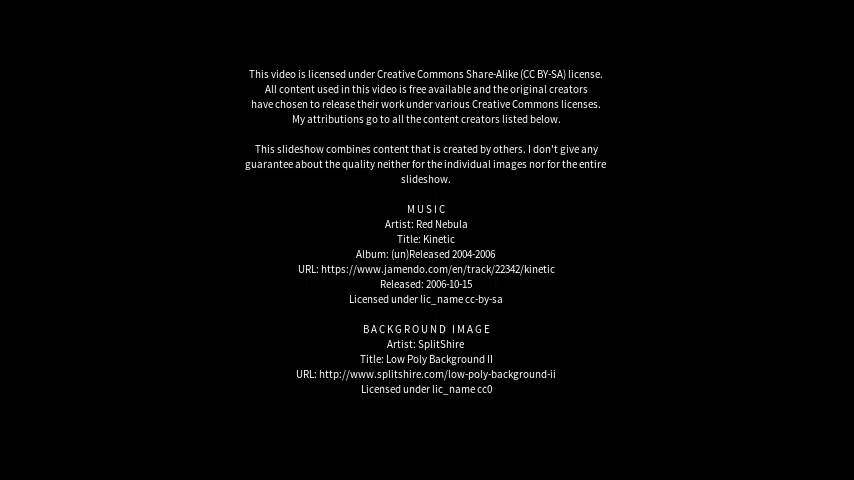 This video is licensed under Creative Commons Share-Alike (CC BY-SA) license.
All content used in this video is free available and the original creators
have chosen to release their work under various Creative Commons licenses.
My attributions go to all the content creators listed below.
This slideshow combines content that is created by others. I don't give any
guarantee about the quality neither for the individual images nor for the entire
slideshow.
MUSIC
Artist: Red Nebula
Title: Kinetic
Album: (un)Released 2004-2006
URL: https://www.jamendo.com/en/track/22342/kinetic
Released: 2006-10-15
Licensed under lic_name cc-by-sa
BACKGROUND IMAGE
Artist: SplitShire
Title: Low Poly Background II
URL: http://www.splitshire.com/low-poly-background-ii
Licensed under lic_name cc0